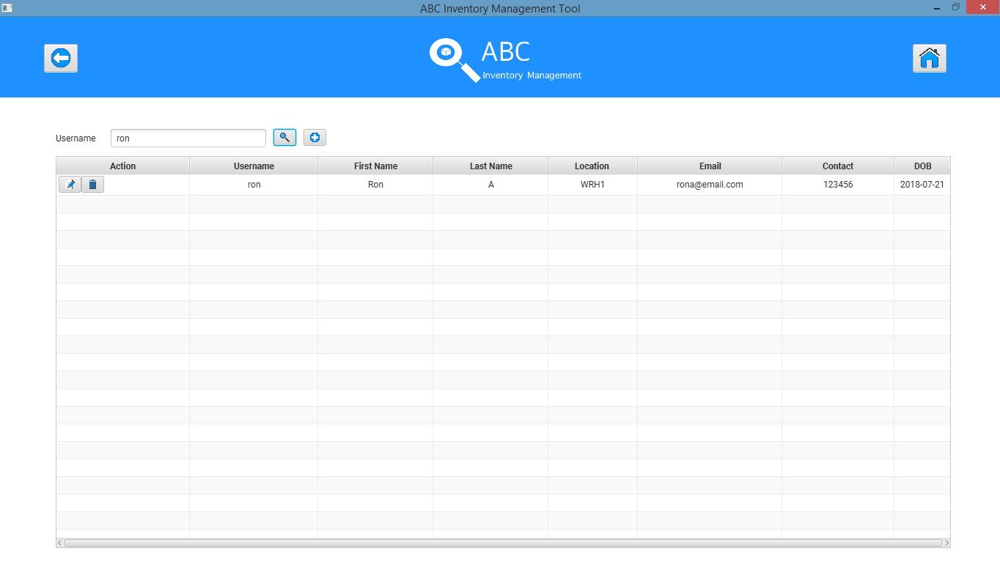 ABC Inventory Management Tool
ABC
Inventory Management
Username ron
Action Username First Name Last Name Location Email Contact DOB
ron Ron A WRH1 rona@email.com 123456 2018-07-21